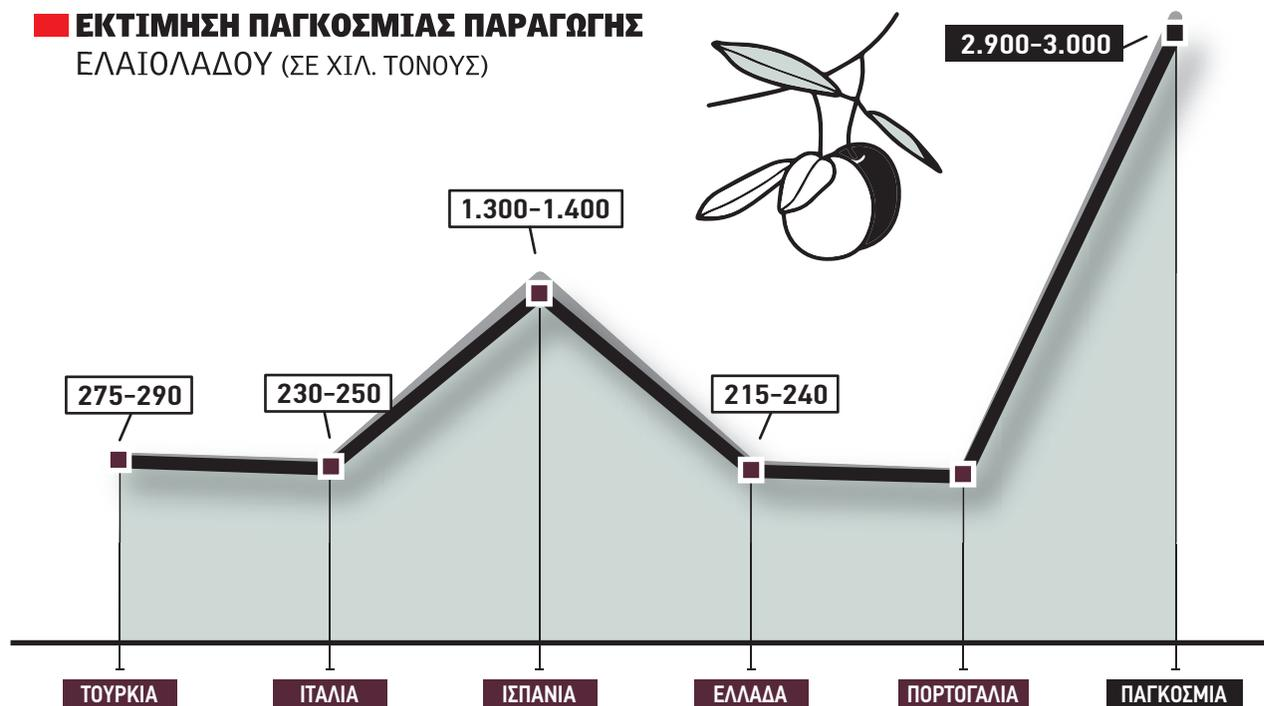 ΕΚΤΙΜΗΣΗ ΠΑΓΚΟΣΜΙΑΣ ΠΑΡΑΓΩΓΗΣ
ΕΛΑΙΟΛΑΔΟΥ (ΣΕ ΧΙΛ. ΤΟΝΟΥΣ)
2.900-3.000
1.300-1.400
275-290
230-250
215-240
ΤΟΥΡΚΙΑ
ΙΤΑΛΙΑ
ΙΣΠΑΝΙΑ
ΕΛΛΑΔΑ
ΠΟΡΤΟΓΑΛΙΑ
ΠΑΓΚΟΣΜΙΑ